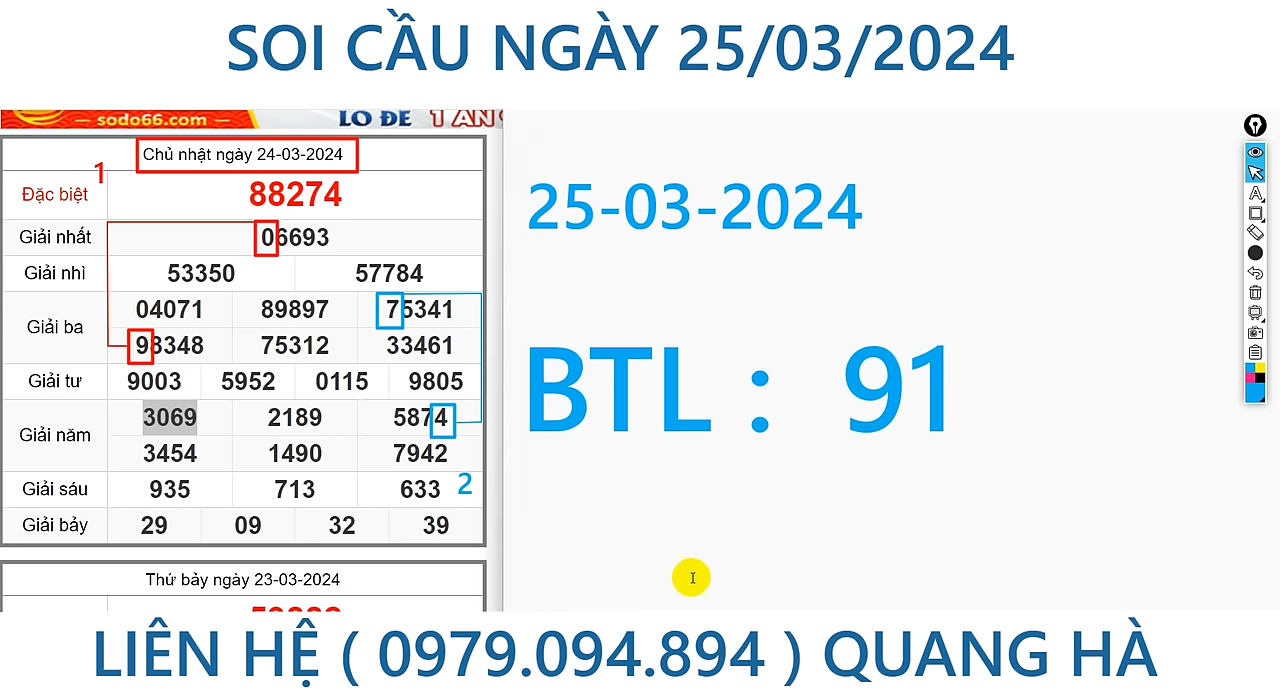 SOI CẦU NGÀY 25/03/2024
sodo66.com
LO ĐE 1 AN
Chủ nhật ngày 24-03-2024
1
Đặc biệt 88274
Giải nhất 06693
Giải nhì 53350 57784
Giải ba 04071 89897 75341
98348 75312 33461
Giải tư 9003 5952 0115 9805
Giải năm 3069 2189 5874
3454 1490 7942
Giải sáu 935 713 633
2
Giải bảy 29 09 32 39
Thứ bảy ngày 23-03-2024
25-03-2024
BTL : 91
LIÊN HỆ ( 0979.094.894 ) QUANG HÀ